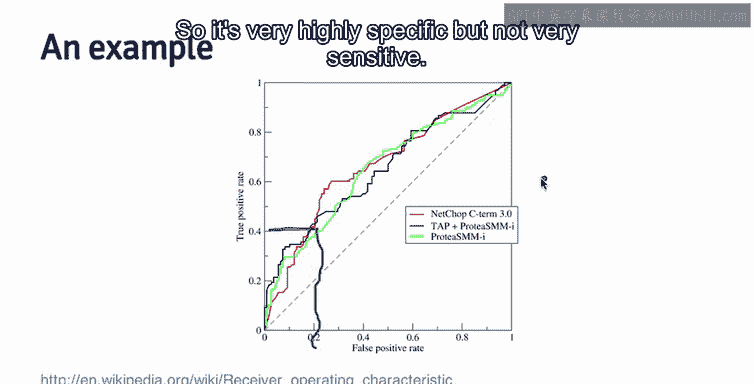 So it's very highly specific but not very
sensitive.
An example
1
0.8
0.6
0.4
0.2
0
True positive rate
NetChop C-term 3.0
TAP + ProteaSMM-i
ProteaSMM-i
0 0.2 0.4 0.6 0.8 1
False positive rate
http://en.wikipedia.org/wiki/Receiver_operating_characteristic